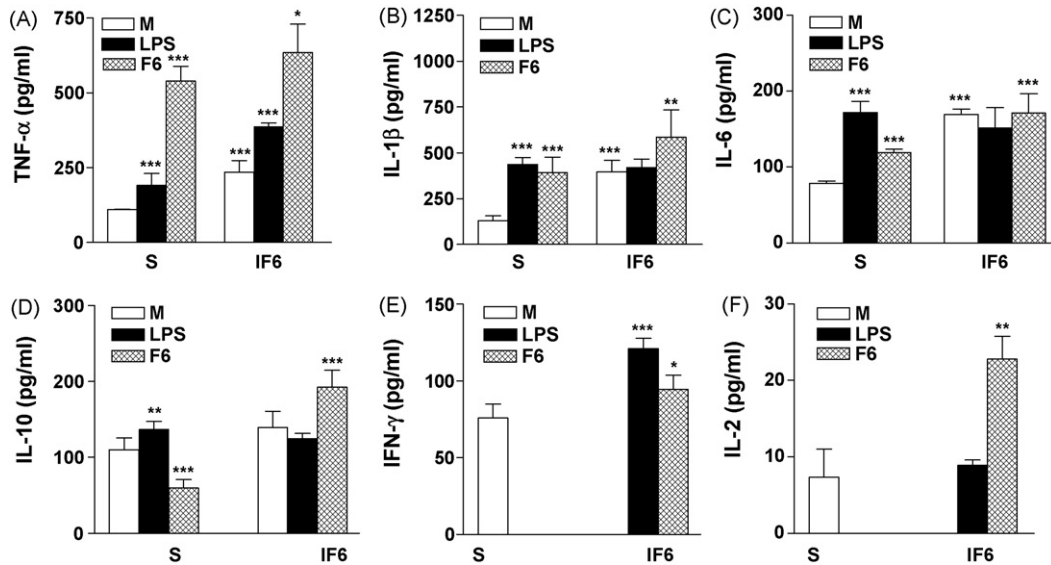 (A)
M
LPS
F6
TNF-α (pg/ml)
750
500
250
0
***
***
***
***
*
S IF6
(B)
M
LPS
F6
IL-1β (pg/ml)
1250
1000
750
500
250
0
***
***
***
**
S IF6
(C)
M
LPS
F6
IL-6 (pg/ml)
300
200
100
0
***
***
***
***
S IF6
(D)
M
LPS
F6
IL-10 (pg/ml)
300
200
100
0
**
***
***
S IF6
(E)
M
LPS
F6
IFN-γ (pg/ml)
150
100
50
0
***
*
S IF6
(F)
M
LPS
F6
IL-2 (pg/ml)
30
20
10
0
**
S IF6